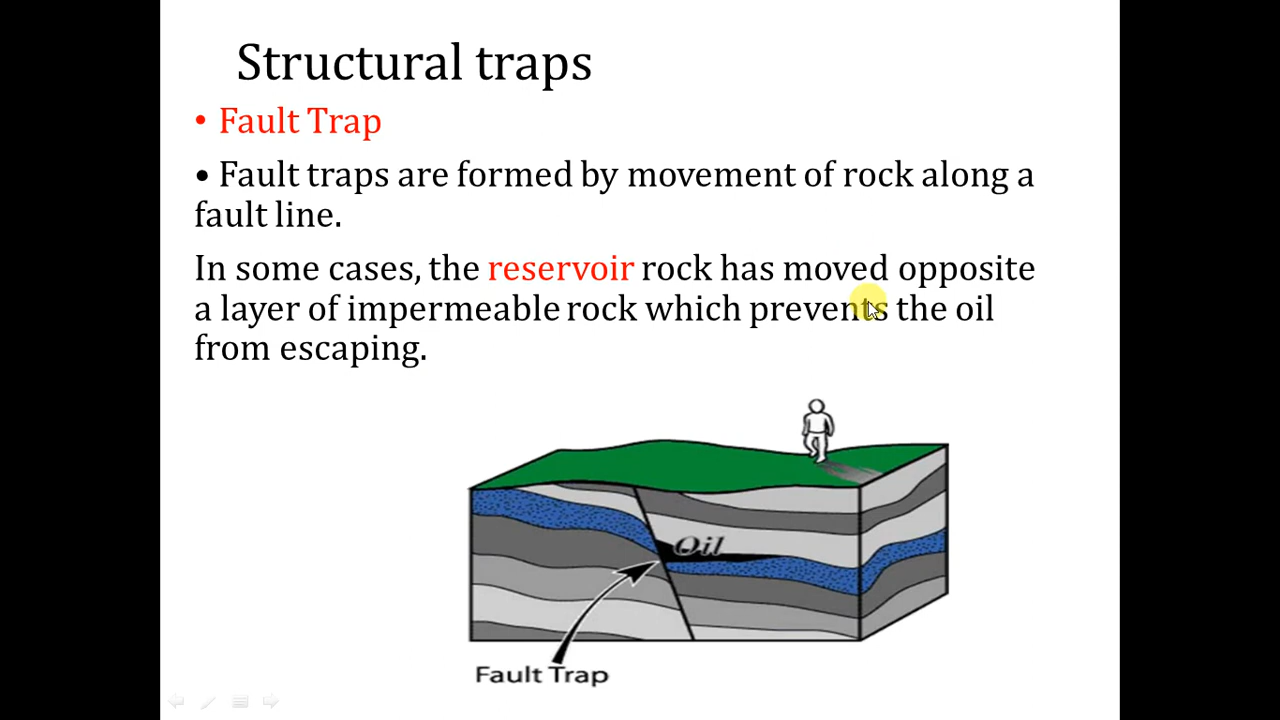 Structural traps
• Fault Trap
• Fault traps are formed by movement of rock along a
fault line.
In some cases, the reservoir rock has moved opposite
a layer of impermeable rock which prevents the oil
from escaping.
Oil
Fault Trap